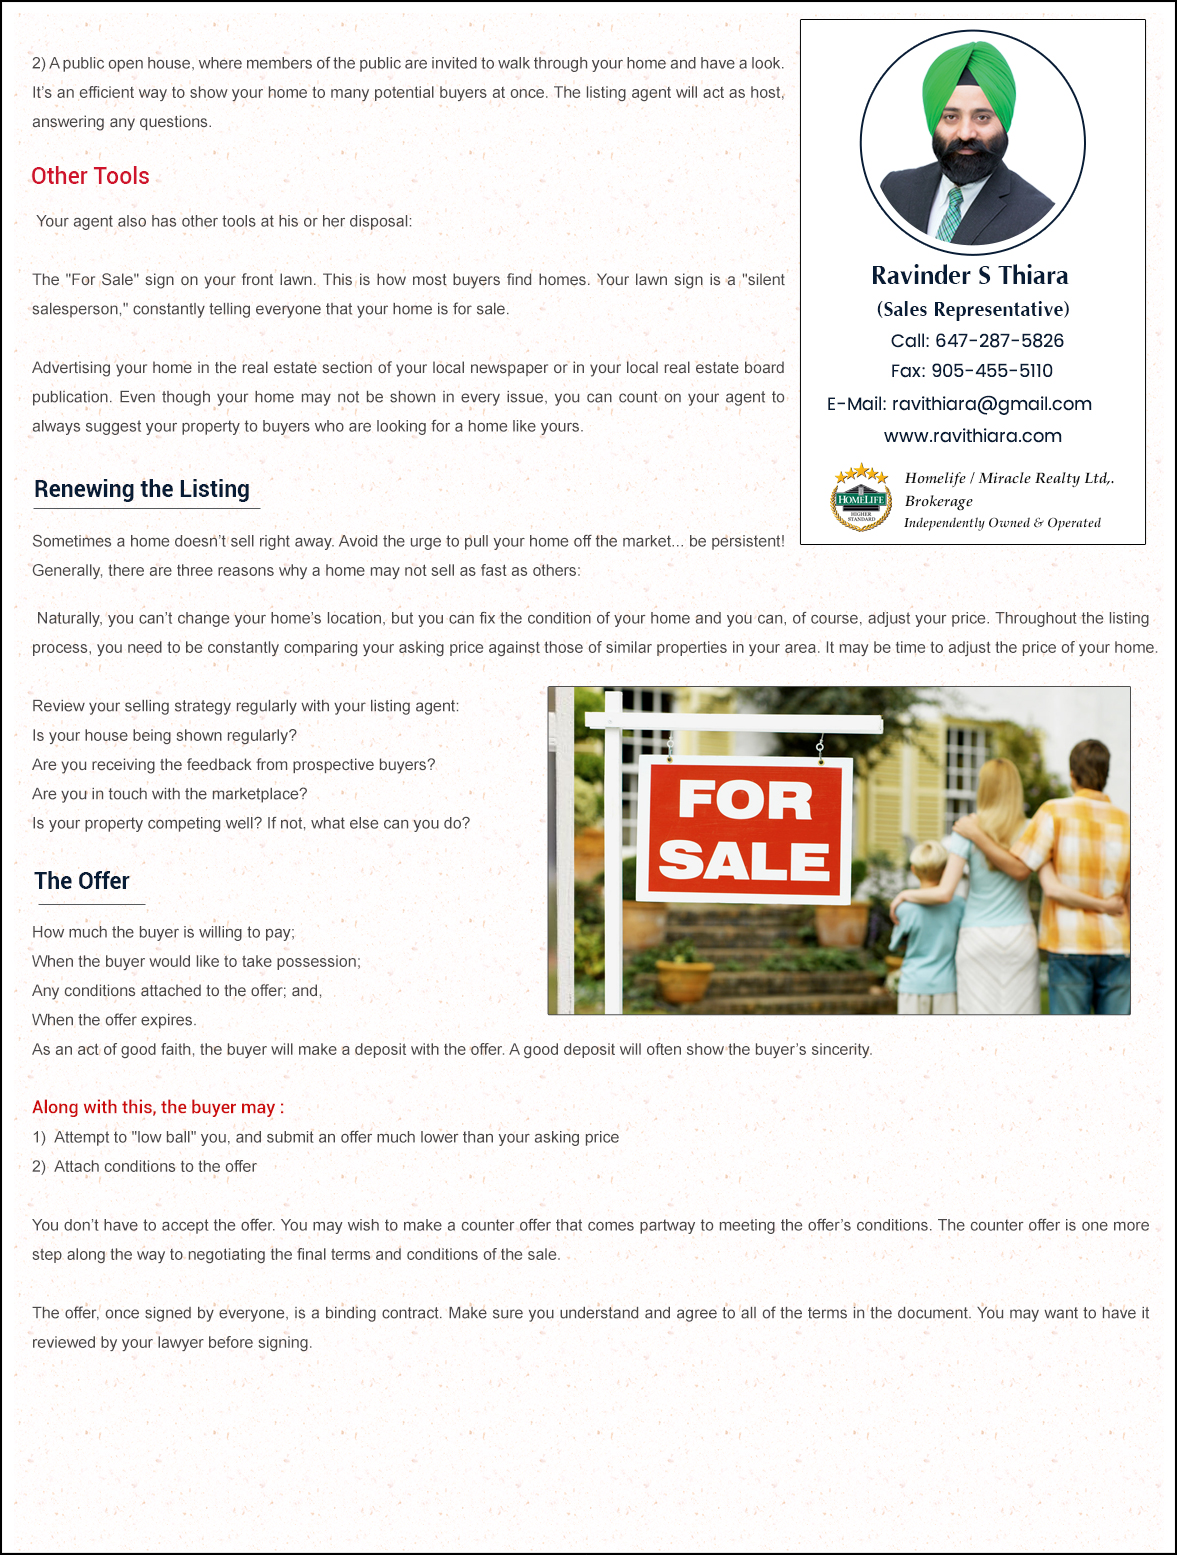 2) A public open house, where members of the public are invited to walk through your home and have a look.
It’s an efficient way to show your home to many potential buyers at once. The listing agent will act as host,
answering any questions.
Other Tools
Your agent also has other tools at his or her disposal:
The "For Sale" sign on your front lawn. This is how most buyers find homes. Your lawn sign is a "silent
salesperson," constantly telling everyone that your home is for sale.
Advertising your home in the real estate section of your local newspaper or in your local real estate board
publication. Even though your home may not be shown in every issue, you can count on your agent to
always suggest your property to buyers who are looking for a home like yours.
Renewing the Listing
Sometimes a home doesn’t sell right away. Avoid the urge to pull your home off the market... be persistent!
Generally, there are three reasons why a home may not sell as fast as others:
Ravinder S Thiara
(Sales Representative)
Call: 647-287-5826
Fax: 905-455-5110
E-Mail: ravithiara@gmail.com
www.ravithiara.com
HOMELIFE
HIGHER
STANDARD
Homelife / Miracle Realty Ltd,.
Brokerage
Independently Owned & Operated
Naturally, you can’t change your home’s location, but you can fix the condition of your home and you can, of course, adjust your price. Throughout the listing
process, you need to be constantly comparing your asking price against those of similar properties in your area. It may be time to adjust the price of your home.
Review your selling strategy regularly with your listing agent:
Is your house being shown regularly?
Are you receiving the feedback from prospective buyers?
Are you in touch with the marketplace?
Is your property competing well? If not, what else can you do?
FOR
SALE
The Offer
How much the buyer is willing to pay;
When the buyer would like to take possession;
Any conditions attached to the offer; and,
When the offer expires.
As an act of good faith, the buyer will make a deposit with the offer. A good deposit will often show the buyer’s sincerity.
Along with this, the buyer may :
1) Attempt to "low ball" you, and submit an offer much lower than your asking price
2) Attach conditions to the offer
You don’t have to accept the offer. You may wish to make a counter offer that comes partway to meeting the offer’s conditions. The counter offer is one more
step along the way to negotiating the final terms and conditions of the sale.
The offer, once signed by everyone, is a binding contract. Make sure you understand and agree to all of the terms in the document. You may want to have it
reviewed by your lawyer before signing.